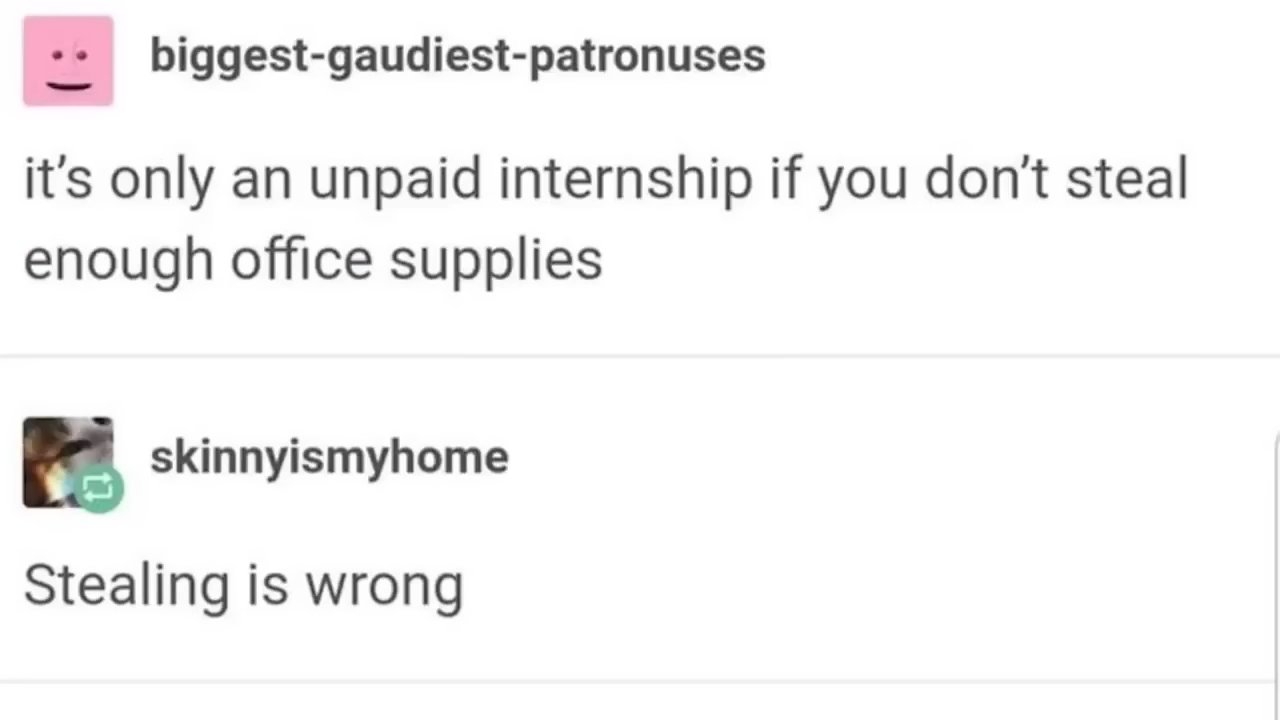 biggest-gaudiest-patronuses
it’s only an unpaid internship if you don’t steal
enough office supplies
skinnyismyhome
Stealing is wrong